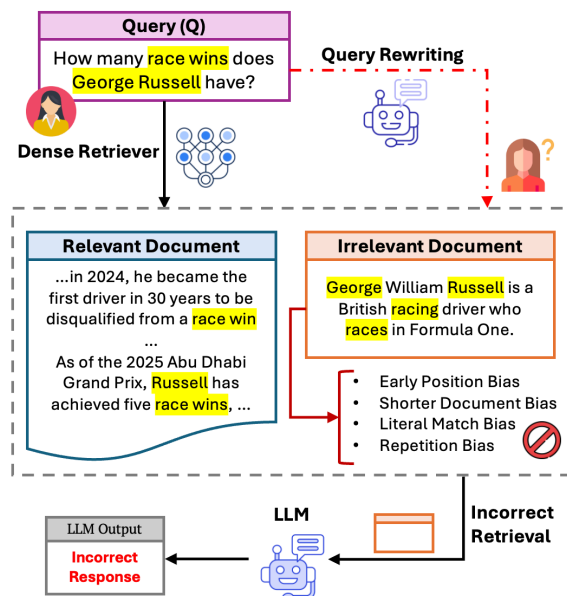 Query (Q)
How many race wins does
George Russell have?
Query Rewriting
?
Dense Retriever
Relevant Document
...in 2024, he became the
first driver in 30 years to be
disqualified from a race win
...
As of the 2025 Abu Dhabi
Grand Prix, Russell has
achieved five race wins, ...
Irrelevant Document
George William Russell is a
British racing driver who
races in Formula One.
• Early Position Bias
• Shorter Document Bias
• Literal Match Bias
• Repetition Bias
Incorrect
Retrieval
LLM
LLM Output
Incorrect
Response